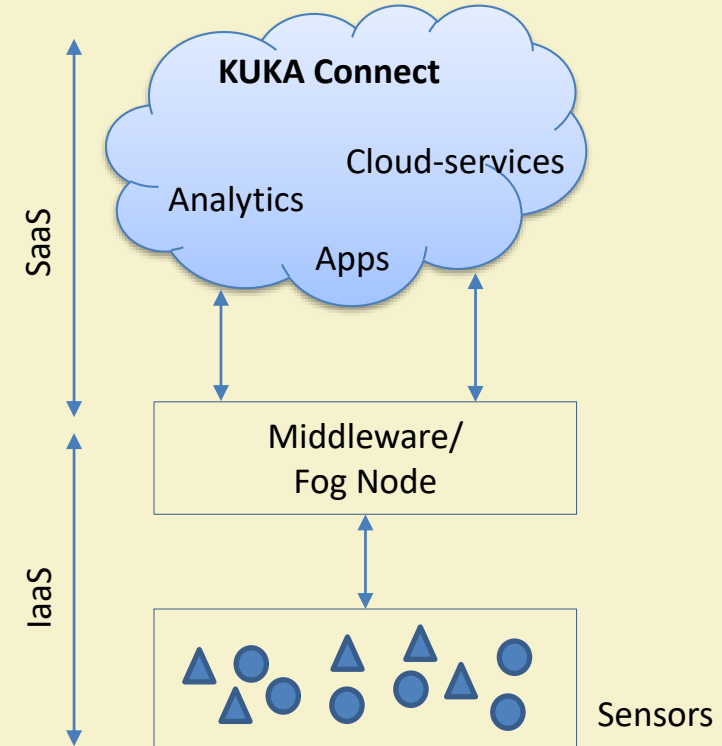 KUKA Connect
Cloud-services
Analytics
Apps
SaaS
Middleware/
Fog Node
IaaS
Sensors